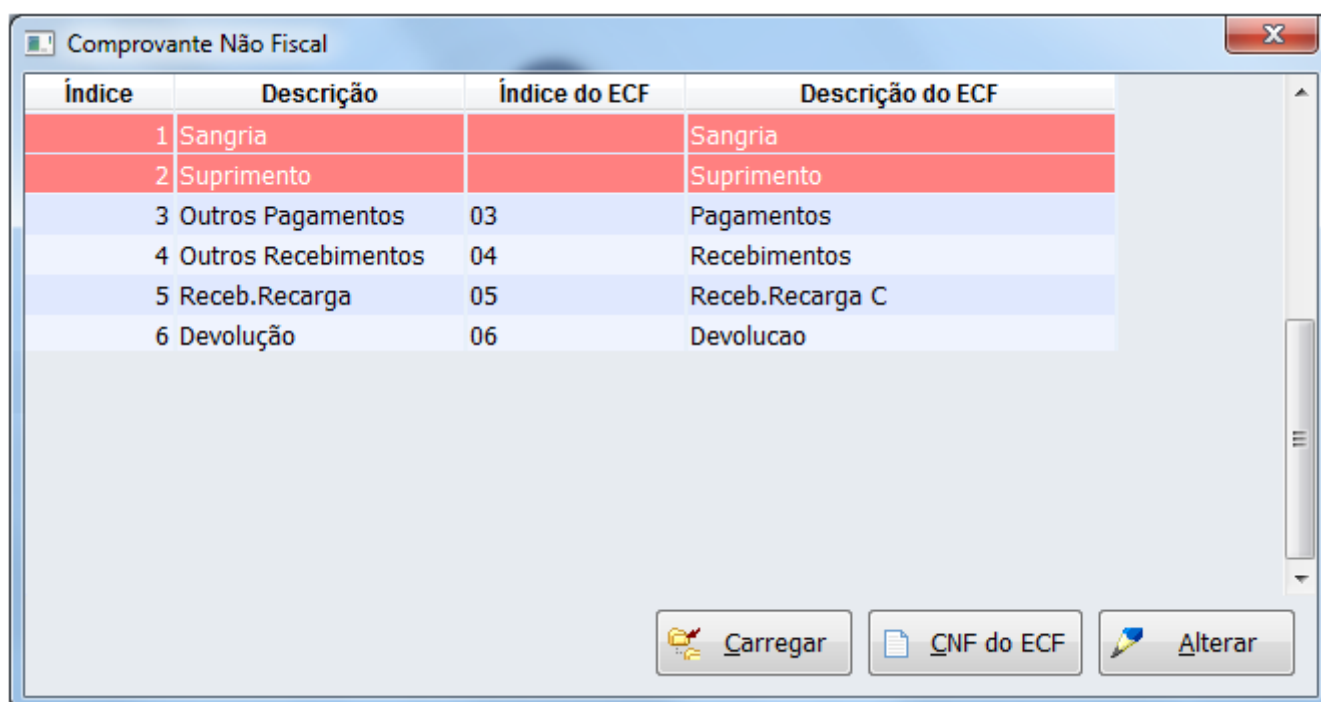 Comprovante Não Fiscal
Índice Descrição Índice do ECF Descrição do ECF
1 Sangria Sangria
2 Suprimento Suprimento
3 Outros Pagamentos 03 Pagamentos
4 Outros Recebimentos 04 Recebimentos
5 Receb.Recarga 05 Receb.Recarga C
6 Devolução 06 Devolucao
Carregar CNF do ECF Alterar